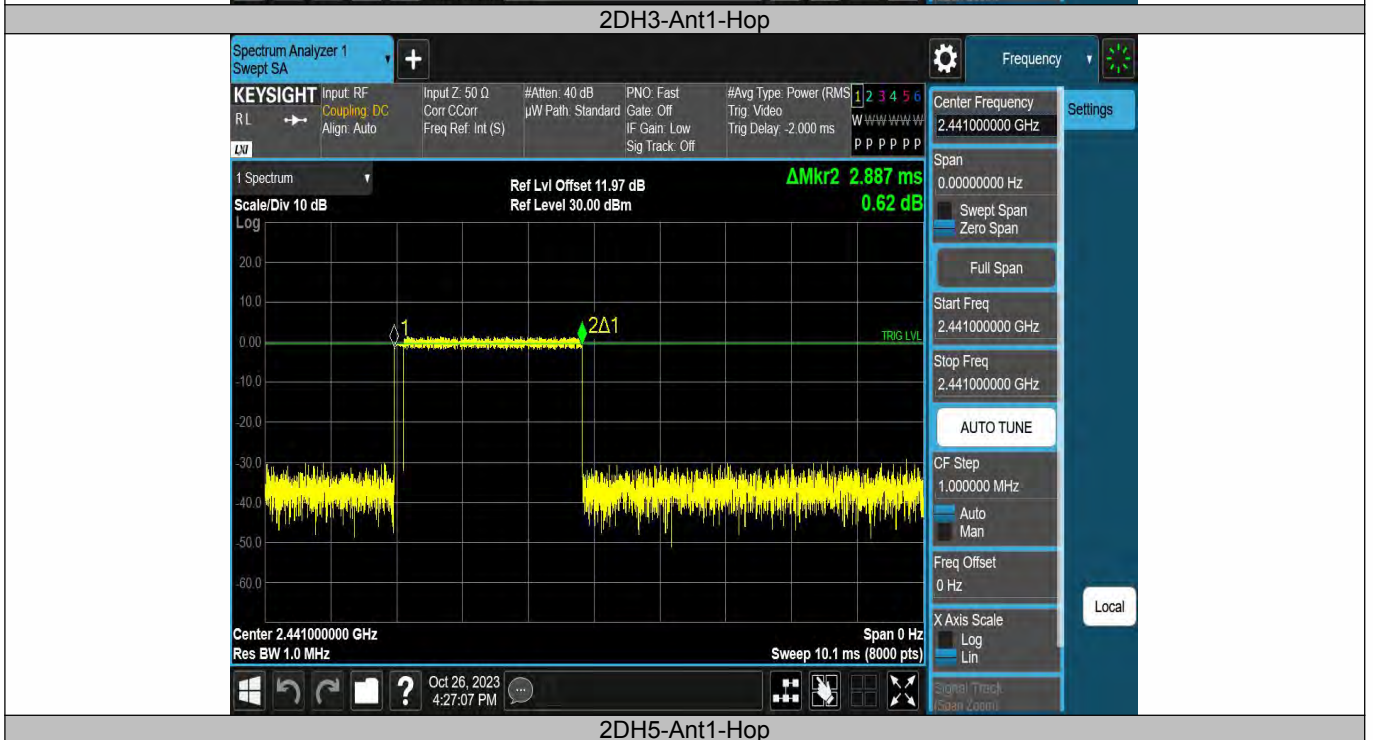 2DH3-Ant1-Hop
Spectrum Analyzer 1
Swept SA
+
Frequency
KEYSIGHT
RL
LXI
Input: RF
Coupling: DC
Align: Auto
Input Z: 50 Ω
Corr CCorr
Freq Ref: Int (S)
#Atten: 40 dB
µW Path: Standard
PNO: Fast
Gate: Off
IF Gain: Low
Sig Track: Off
#Avg Type: Power (RMS
Trig: Video
Trig Delay: -2.000 ms
1 2 3 4 5 6
W W W W W W
P P P P P P
Center Frequency
2.441000000 GHz
Settings
1 Spectrum
Scale/Div 10 dB
Log
Ref Lvl Offset 11.97 dB
Ref Level 30.00 dBm
ΔMkr2 2.887 ms
0.62 dB
Span
0.00000000 Hz
Swept Span
Zero Span
Full Span
Start Freq
2.441000000 GHz
Stop Freq
2.441000000 GHz
AUTO TUNE
CF Step
1.000000 MHz
Auto
Man
Freq Offset
0 Hz
X Axis Scale
Log
Lin
Signal Track
(Span Zoom)
Local
20.0
10.0
0.00
-10.0
-20.0
-30.0
-40.0
-50.0
-60.0
1
2Δ1
TRIG LVL
Center 2.441000000 GHz
Res BW 1.0 MHz
Span 0 Hz
Sweep 10.1 ms (8000 pts)
?
Oct 26, 2023
4:27:07 PM
2DH5-Ant1-Hop